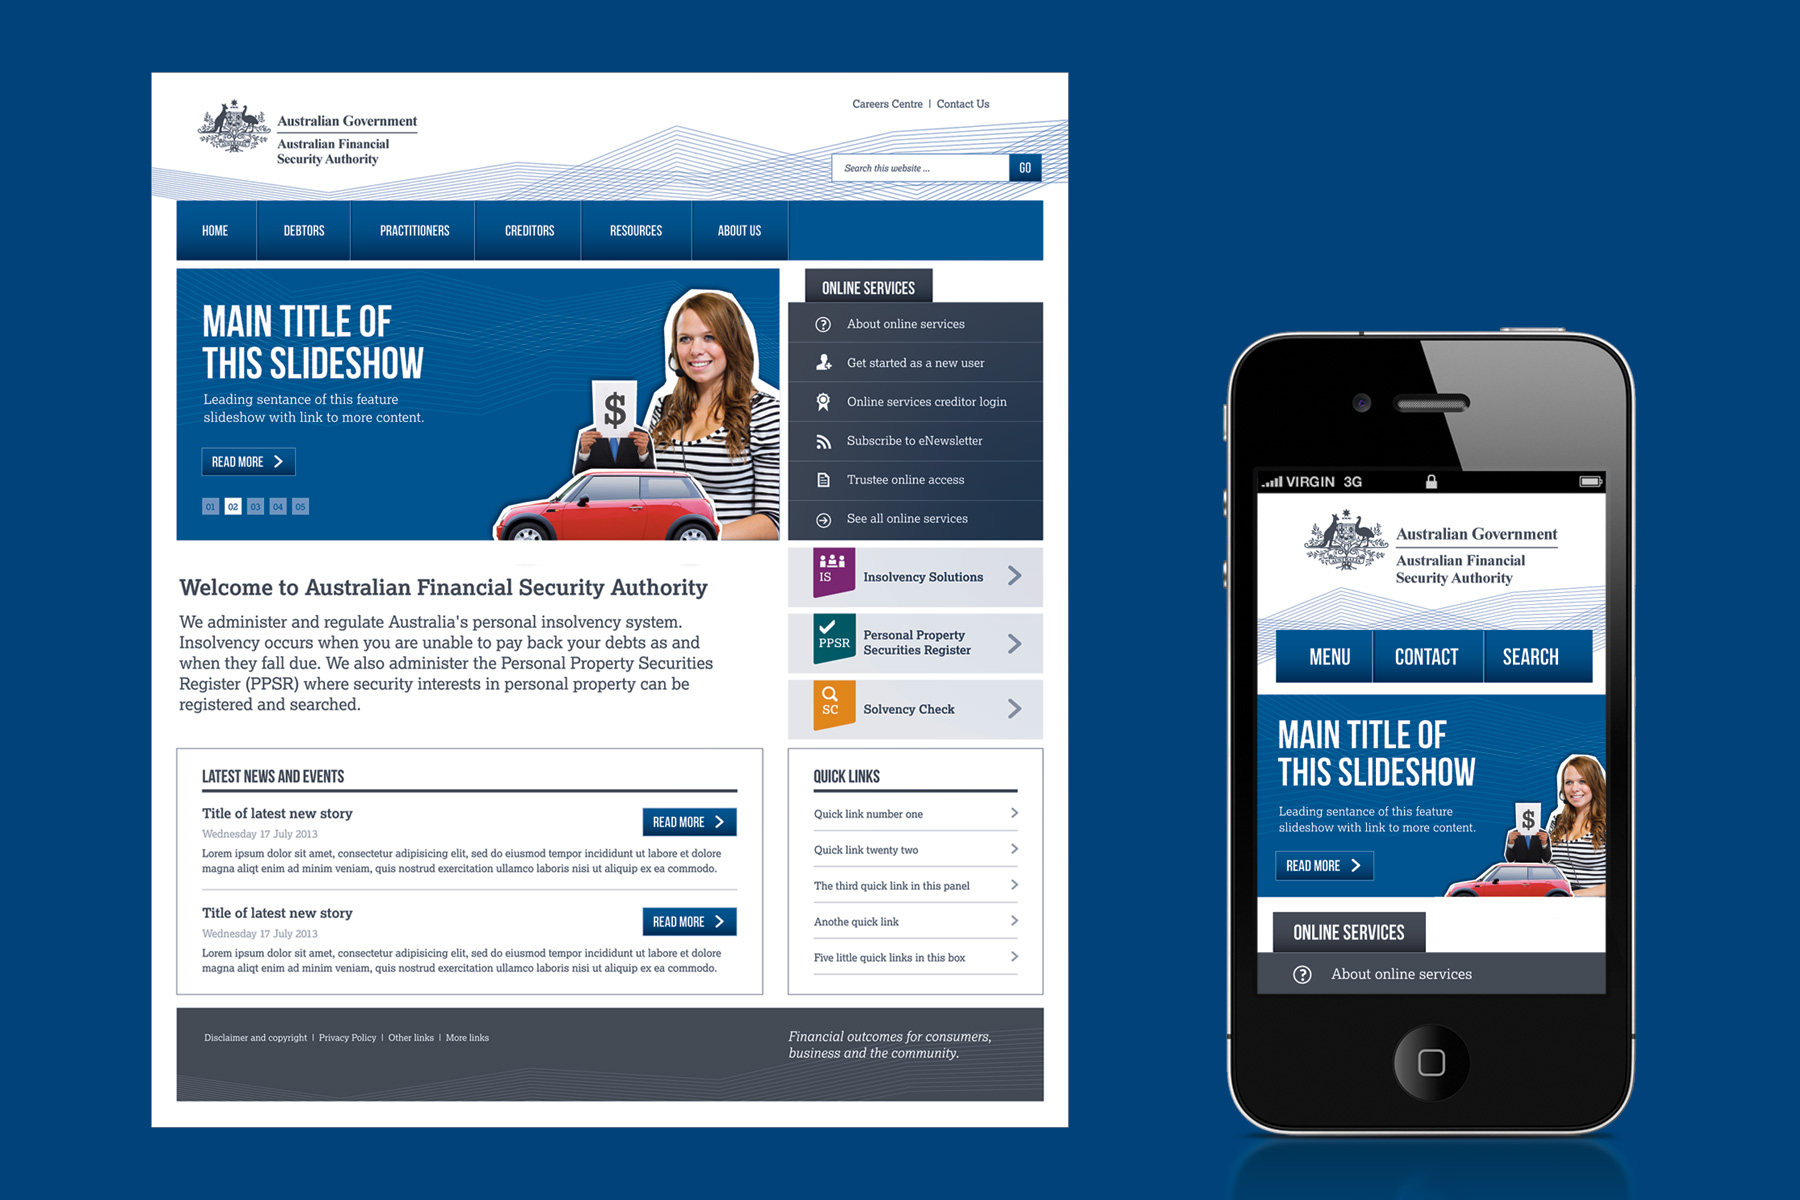 Australian Government
Australian Financial
Security Authority
Careers Centre | Contact Us
Search this website ...
GO
HOME
DEBTORS
PRACTITIONERS
CREDITORS
RESOURCES
ABOUT US
MAIN TITLE OF
THIS SLIDESHOW
Leading sentance of this feature
slideshow with link to more content.
READ MORE
01 02 03 04 05
$
ONLINE SERVICES
About online services
Get started as a new user
Online services creditor login
Subscribe to eNewsletter
Trustee online access
See all online services
IS
Insolvency Solutions
PPSR
Personal Property
Securities Register
SC
Solvency Check
Welcome to Australian Financial Security Authority
We administer and regulate Australia's personal insolvency system.
Insolvency occurs when you are unable to pay back your debts as and
when they fall due. We also administer the Personal Property Securities
Register (PPSR) where security interests in personal property can be
registered and searched.
LATEST NEWS AND EVENTS
Title of latest new story
Wednesday 17 July 2013
READ MORE
Lorem ipsum dolor sit amet, consectetur adipisicing elit, sed do eiusmod tempor incididunt ut labore et dolore
magna aliqt enim ad minim veniam, quis nostrud exercitation ullamco laboris nisi ut aliquip ex ea commodo.
Title of latest new story
Wednesday 17 July 2013
READ MORE
Lorem ipsum dolor sit amet, consectetur adipisicing elit, sed do eiusmod tempor incididunt ut labore et dolore
magna aliqt enim ad minim veniam, quis nostrud exercitation ullamco laboris nisi ut aliquip ex ea commodo.
QUICK LINKS
Quick link number one
Quick link twenty two
The third quick link in this panel
Anothe quick link
Five little quick links in this box
Disclaimer and copyright | Privacy Policy | Other links | More links
Financial outcomes for consumers,
business and the community.
VIRGIN 3G
Australian Government
Australian Financial
Security Authority
MENU
CONTACT
SEARCH
MAIN TITLE OF
THIS SLIDESHOW
Leading sentance of this feature
slideshow with link to more content.
READ MORE
$
ONLINE SERVICES
About online services